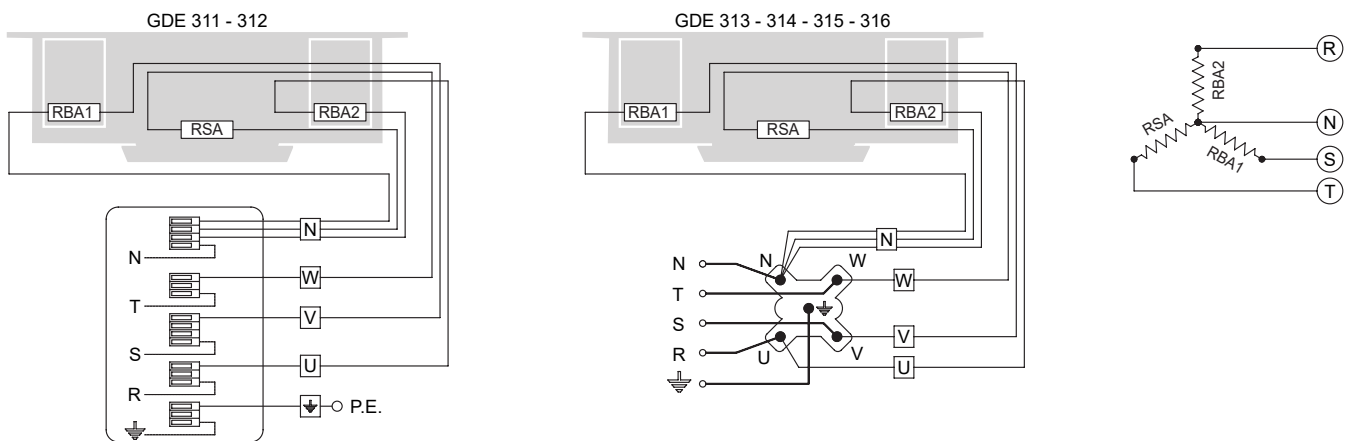 GDE 311 - 312
RBA1
RBA2
RSA
N
N
W
T
V
S
U
R
P.E.
GDE 313 - 314 - 315 - 316
RBA1
RBA2
RSA
N
N
N
W
T
W
S
R
V
U
V
U
R
RBA2
N
RSA
RBA1
S
T